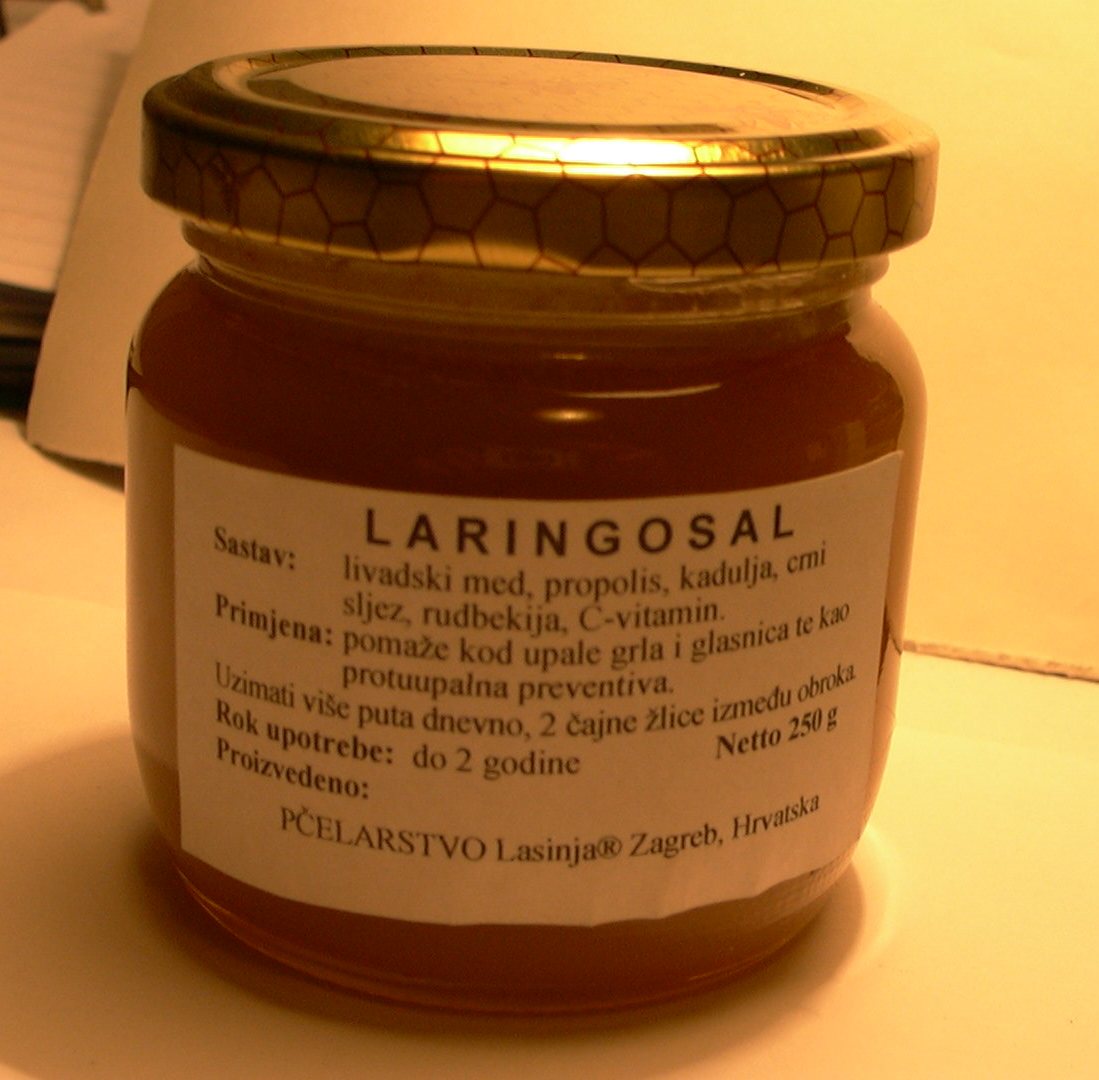 LARINGOSAL
Sastav: livadski med, propolis, kadulja, crni
sljez, rudbekija, C-vitamin.
Primjena: pomaže kod upale grla i glasnica te kao
protuupalna preventiva.
Uzimati više puta dnevno, 2 čajne žlice između obroka.
Rok upotrebe: do 2 godine Netto 250 g
Proizvedeno:
PČELARSTVO Lasinja® Zagreb, Hrvatska